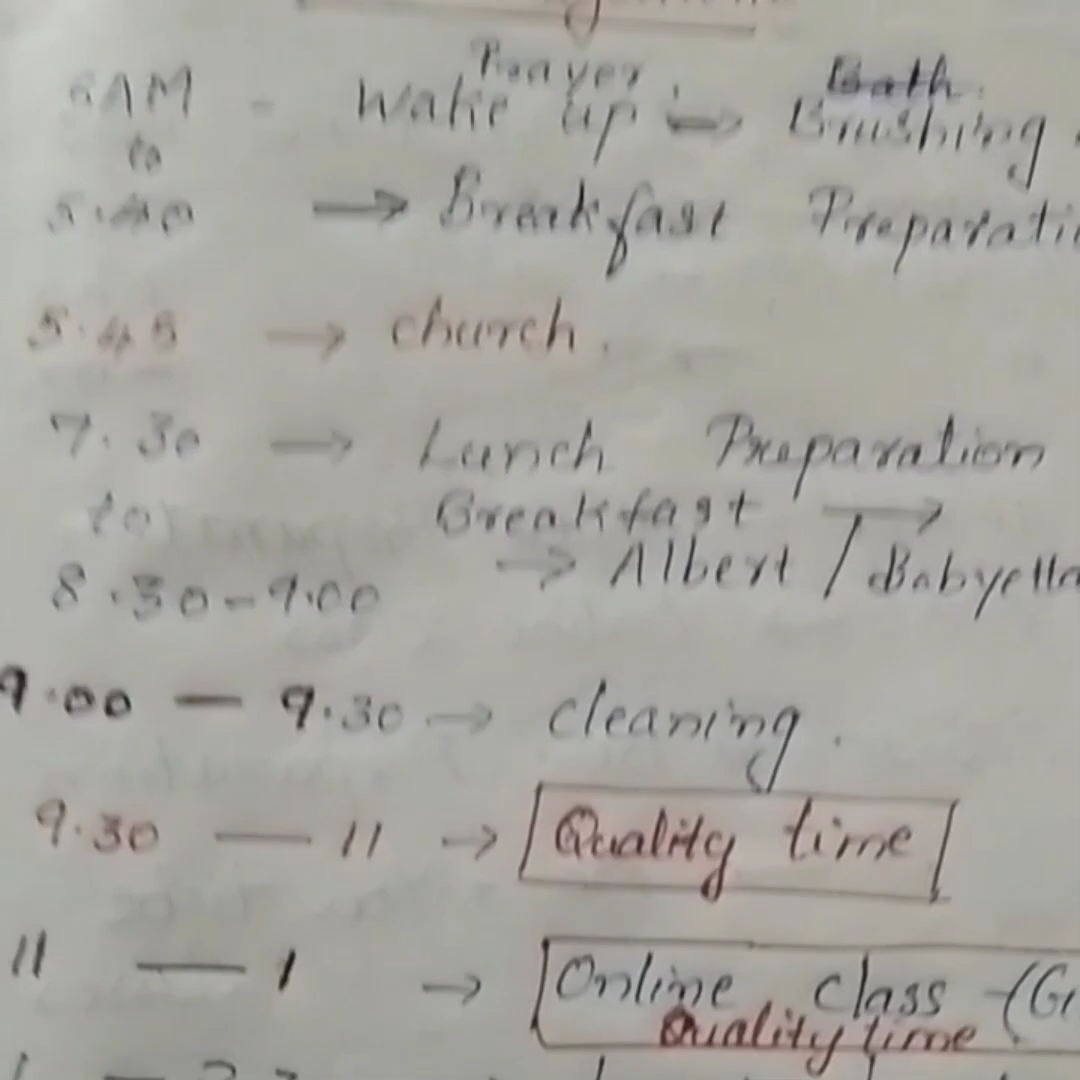 5AM - Prayer Wake up → Bath Brushing
to
5.40 → Breakfast Preparati
5.45 → church.
7.30 → Lunch Preparation
to Breakfast →
8.30-9.00 → Albert / Babyella
9.00 — 9.30 → cleaning.
9.30 — 11 → Quality time
11 — 1 → Online class (G
Quality time